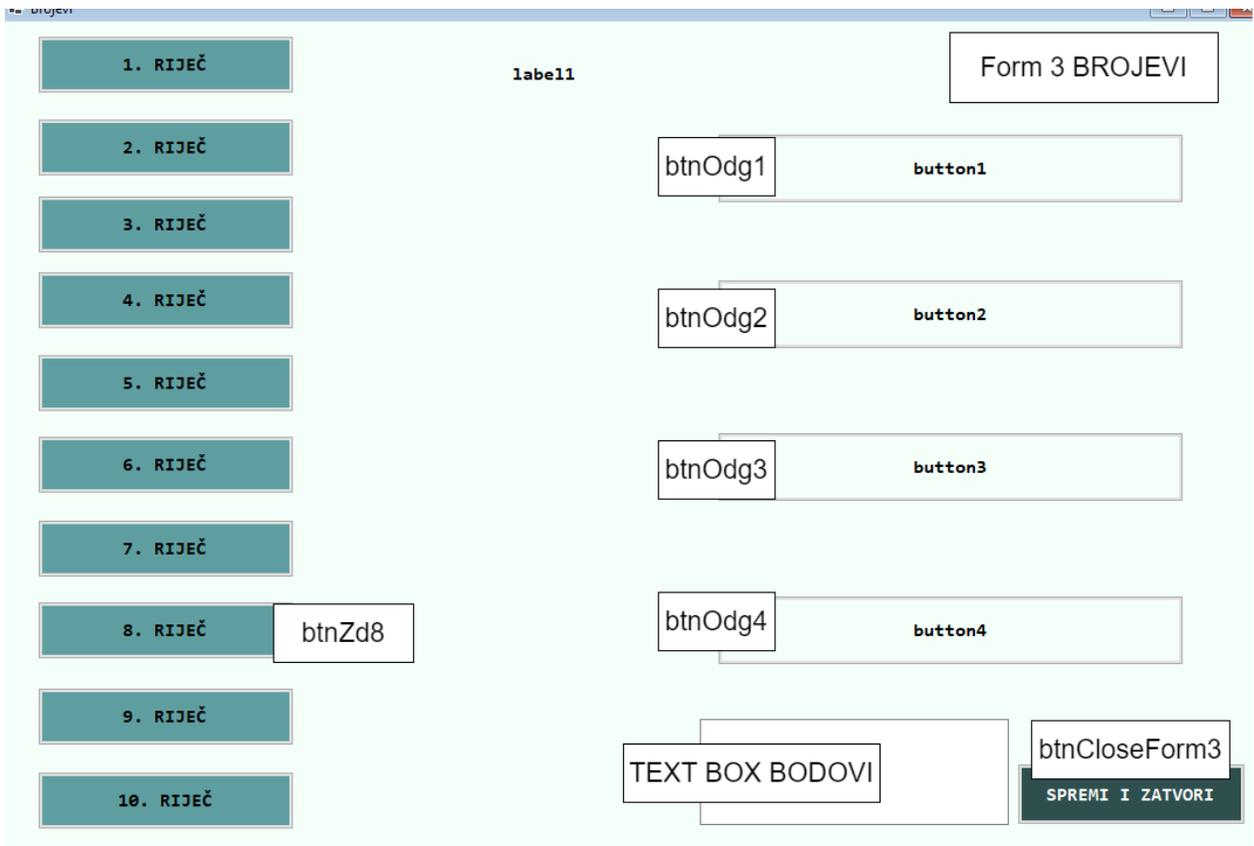 Brojevi
1. RIJEČ
label1
Form 3 BROJEVI
2. RIJEČ
btnOdg1
button1
3. RIJEČ
4. RIJEČ
btnOdg2
button2
5. RIJEČ
6. RIJEČ
btnOdg3
button3
7. RIJEČ
8. RIJEČ
btnZd8
btnOdg4
button4
9. RIJEČ
TEXT BOX BODOVI
btnCloseForm3
10. RIJEČ
SPREMI I ZATVORI